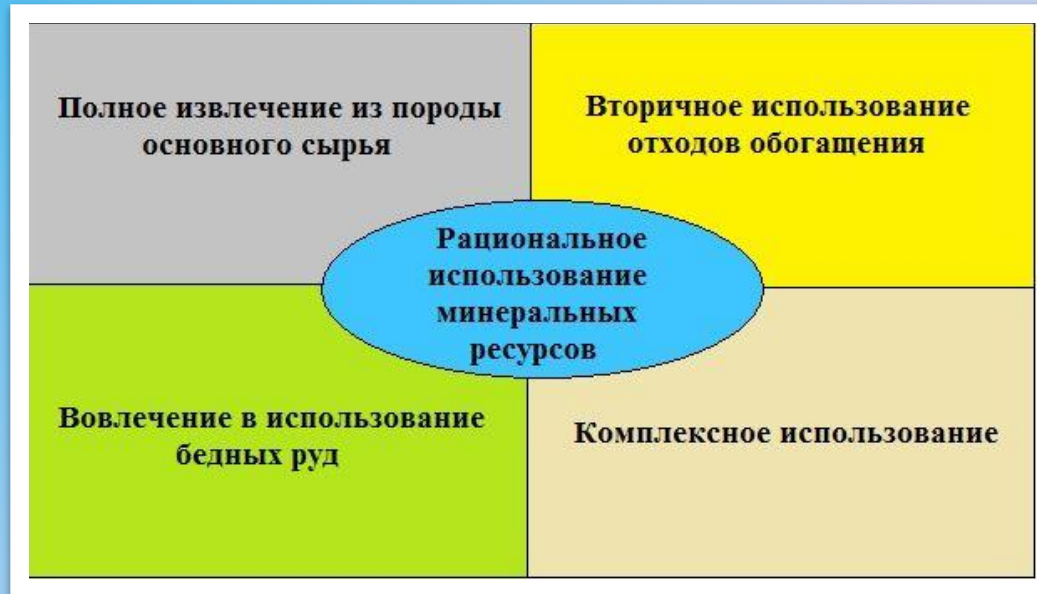 Полное извлечение из породы
основного сырья
Вторичное использование
отходов обогащения
Рациональное
использование
минеральных
ресурсов
Вовлечение в использование
бедных руд
Комплексное использование